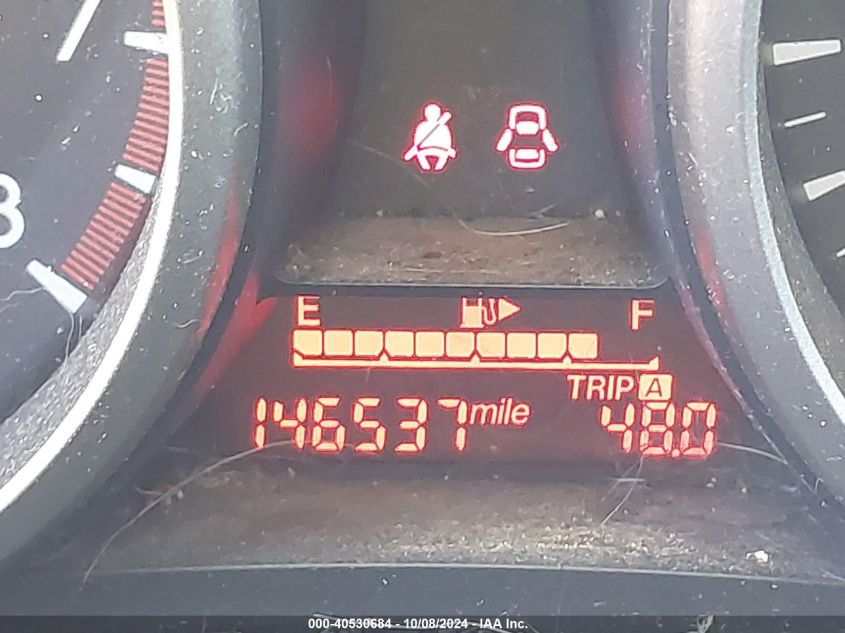 8
E F
TRIP A
146537 mile 48.0
000-40530684 - 10/08/2024 - IAA Inc.